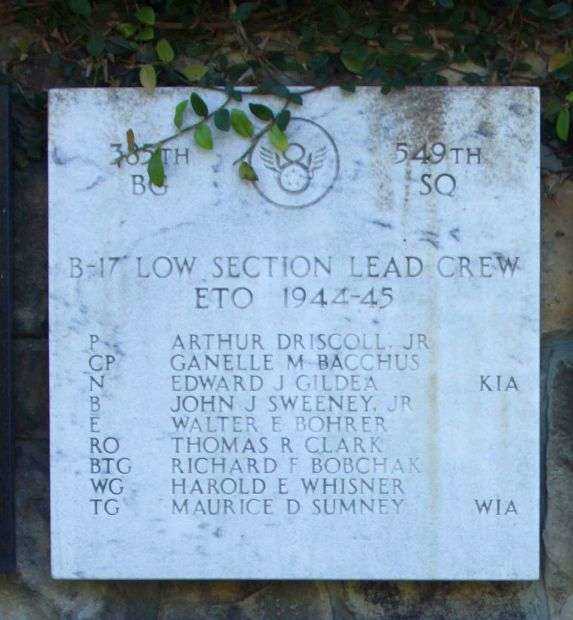 385TH 549TH
BG SQ
B-17 LOW SECTION LEAD CREW
ETO 1944-45
P ARTHUR DRISCOLL, JR
CP GANELLE M BACCHUS
N EDWARD J GILDEA KIA
B JOHN J SWEENEY, JR
E WALTER E BOHRER
RO THOMAS R CLARK
BTG RICHARD F BOBCHAK
WG HAROLD E WHISNER
TG MAURICE D SUMNEY WIA